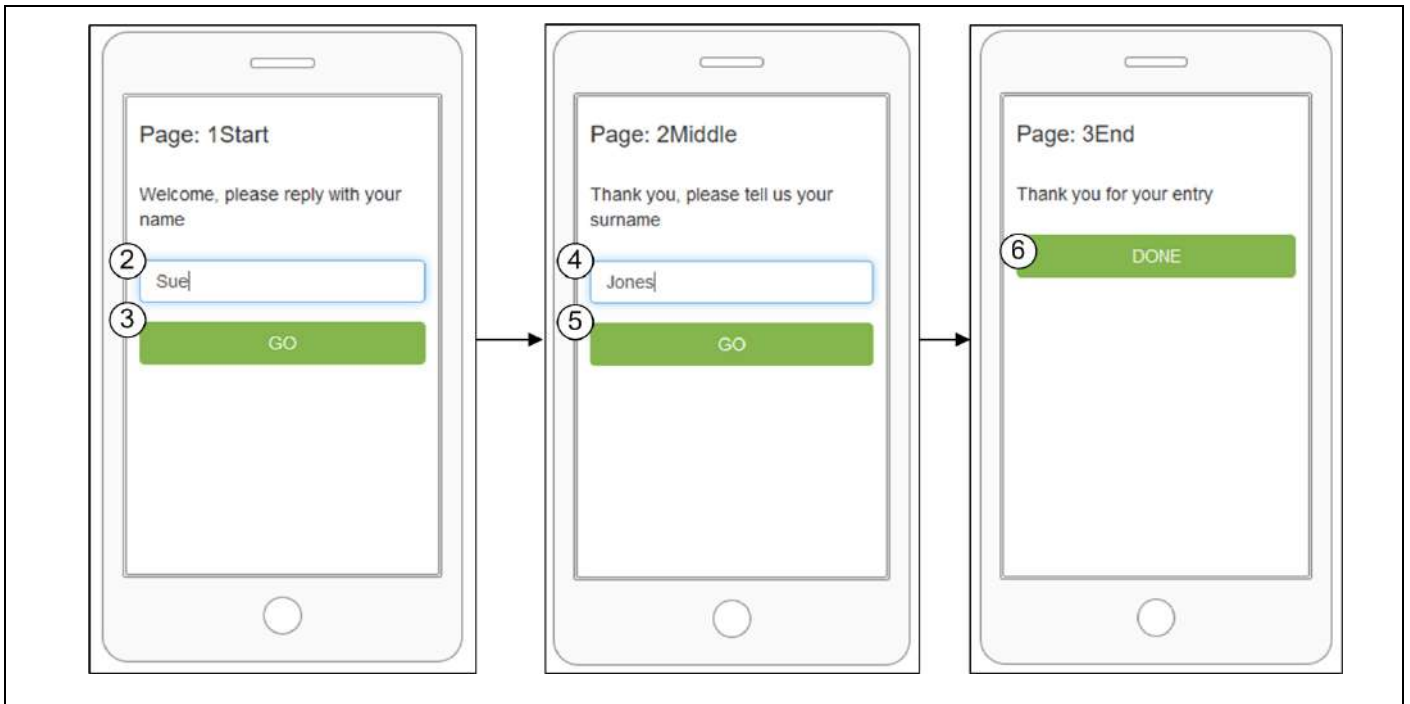 Page: 1Start
Welcome, please reply with your
name
② Sue
③ GO
Page: 2Middle
Thank you, please tell us your
surname
④ Jones
⑤ GO
Page: 3End
Thank you for your entry
⑥ DONE